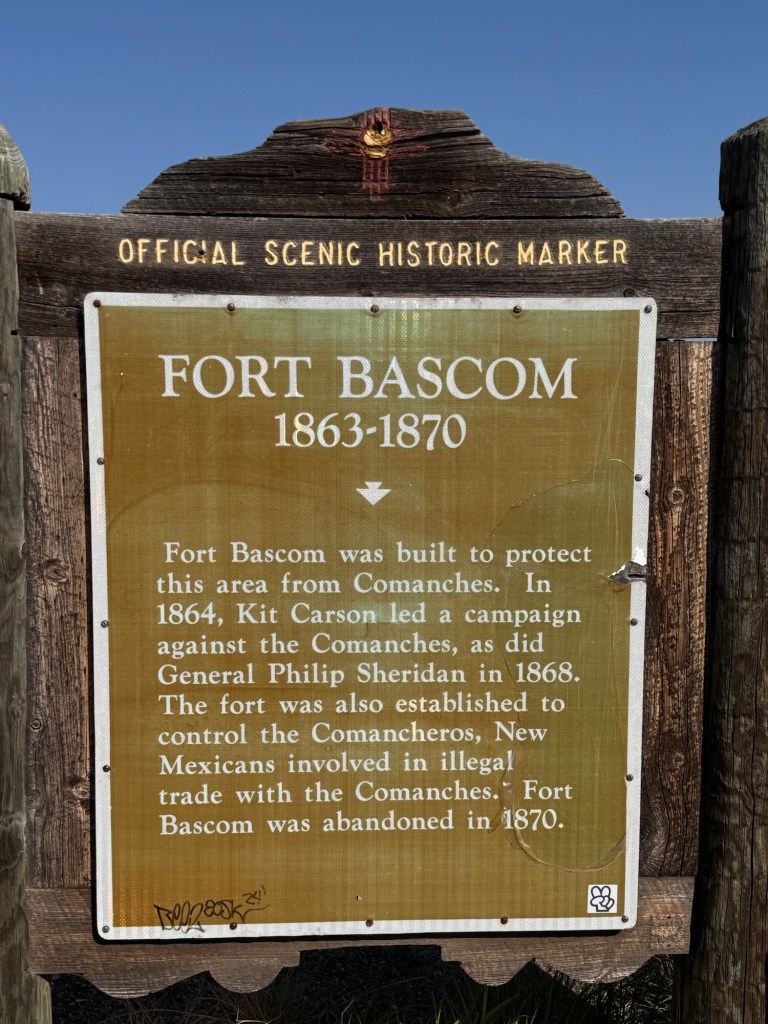 OFFICIAL SCENIC HISTORIC MARKER
FORT BASCOM
1863-1870
Fort Bascom was built to protect
this area from Comanches. In
1864, Kit Carson led a campaign
against the Comanches, as did
General Philip Sheridan in 1868.
The fort was also established to
control the Comancheros, New
Mexicans involved in illegal
trade with the Comanches. Fort
Bascom was abandoned in 1870.